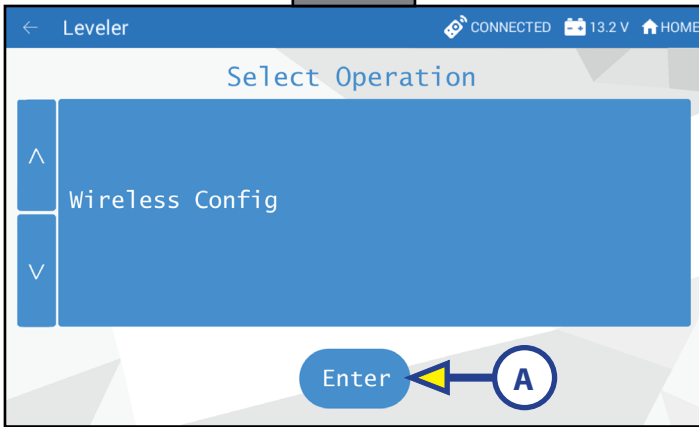 ← Leveler CONNECTED 13.2 V HOME
Select Operation
Wireless Config
Enter A